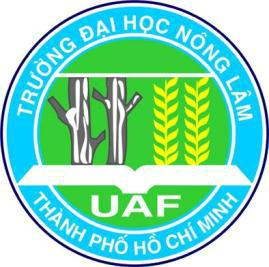 TRƯỜNG ĐẠI HỌC NÔNG LÂM
UAF
THÀNH PHỐ HỒ CHÍ MINH